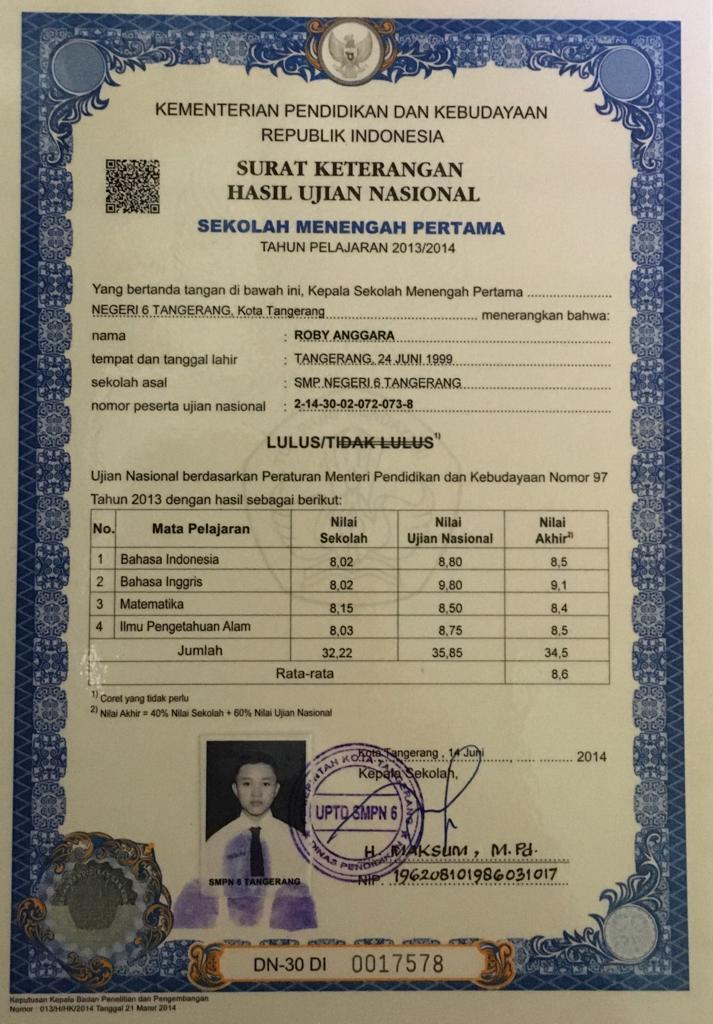 KEMENTERIAN PENDIDIKAN DAN KEBUDAYAAN
REPUBLIK INDONESIA
SURAT KETERANGAN
HASIL UJIAN NASIONAL
SEKOLAH MENENGAH PERTAMA
TAHUN PELAJARAN 2013/2014
Yang bertanda tangan di bawah ini, Kepala Sekolah Menengah Pertama
NEGERI 6 TANGERANG, Kota Tangerang menerangkan bahwa:
nama : ROBY ANGGARA
tempat dan tanggal lahir : TANGERANG, 24 JUNI 1999
sekolah asal : SMP NEGERI 6 TANGERANG
nomor peserta ujian nasional : 2-14-30-02-072-073-8
LULUS/TIDAK LULUS 1)
Ujian Nasional berdasarkan Peraturan Menteri Pendidikan dan Kebudayaan Nomor 97
Tahun 2013 dengan hasil sebagai berikut:
No. Mata Pelajaran Nilai Sekolah Nilai Ujian Nasional Nilai Akhir 2)
1 Bahasa Indonesia 8,02 8,80 8,5
2 Bahasa Inggris 8,02 9,80 9,1
3 Matematika 8,15 8,50 8,4
4 Ilmu Pengetahuan Alam 8,03 8,75 8,5
Jumlah 32,22 35,85 34,5
Rata-rata 8,6
1) Coret yang tidak perlu
2) Nilai Akhir = 40% Nilai Sekolah + 60% Nilai Ujian Nasional
Kota Tangerang, 14 Juni 2014
Kepala Sekolah,
UPTD SMPN 6
H. MAKSUM, M.Pd.
NIP. 196208101986031017
SMPN 6 TANGERANG
DN-30 DI 0017578
Keputusan Kepala Badan Penelitian dan Pengembangan
Nomor : 013/H/HK/2014 Tanggal 21 Maret 2014